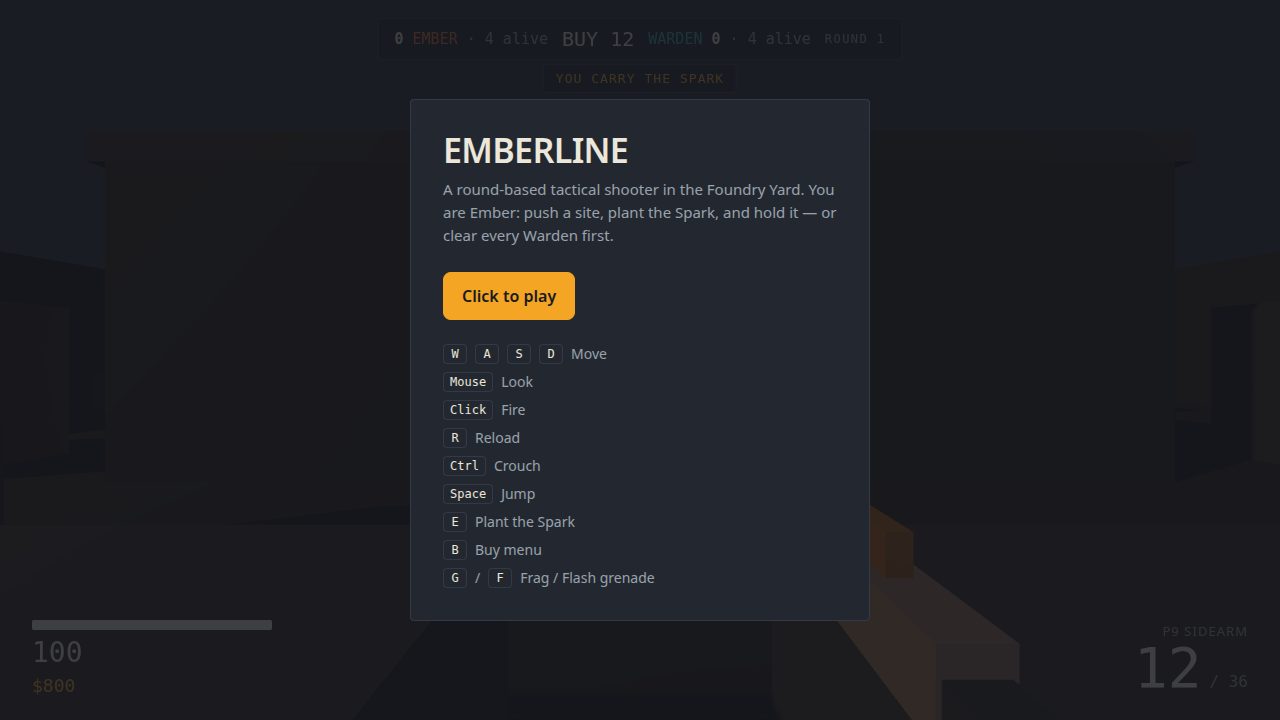 0 EMBER · 4 alive BUY 12 WARDEN 0 · 4 alive ROUND 1
YOU CARRY THE SPARK
EMBERLINE
A round-based tactical shooter in the Foundry Yard. You
are Ember: push a site, plant the Spark, and hold it — or
clear every Warden first.
Click to play
W A S D Move
Mouse Look
Click Fire
R Reload
Ctrl Crouch
Space Jump
E Plant the Spark
B Buy menu
G / F Frag / Flash grenade
100
$800
P9 SIDEARM
12 / 36